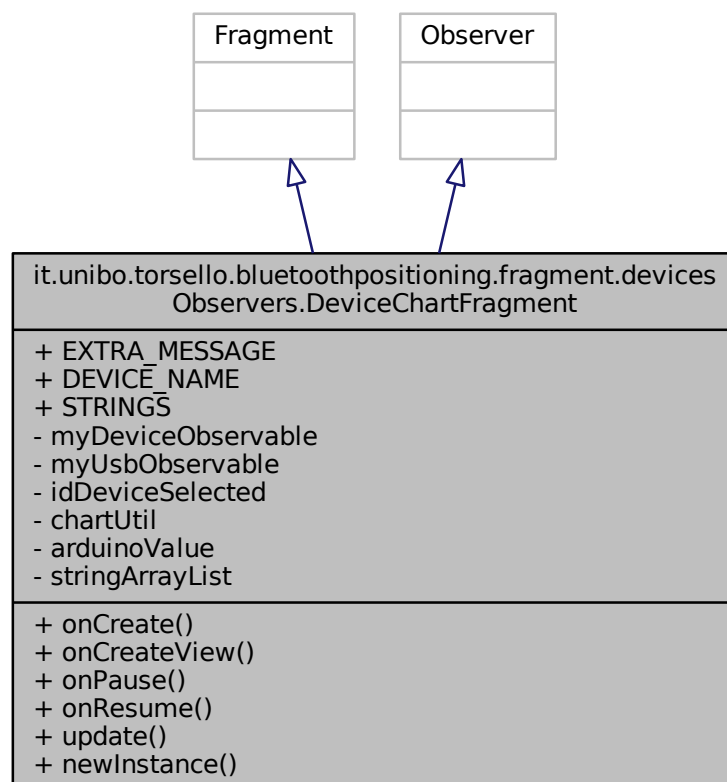 Fragment
Observer
it.unibo.torsello.bluetoothpositioning.fragment.devices
Observers.DeviceChartFragment
+ EXTRA_MESSAGE
+ DEVICE_NAME
+ STRINGS
- myDeviceObservable
- myUsbObservable
- idDeviceSelected
- chartUtil
- arduinoValue
- stringArrayList
+ onCreate()
+ onCreateView()
+ onPause()
+ onResume()
+ update()
+ newInstance()